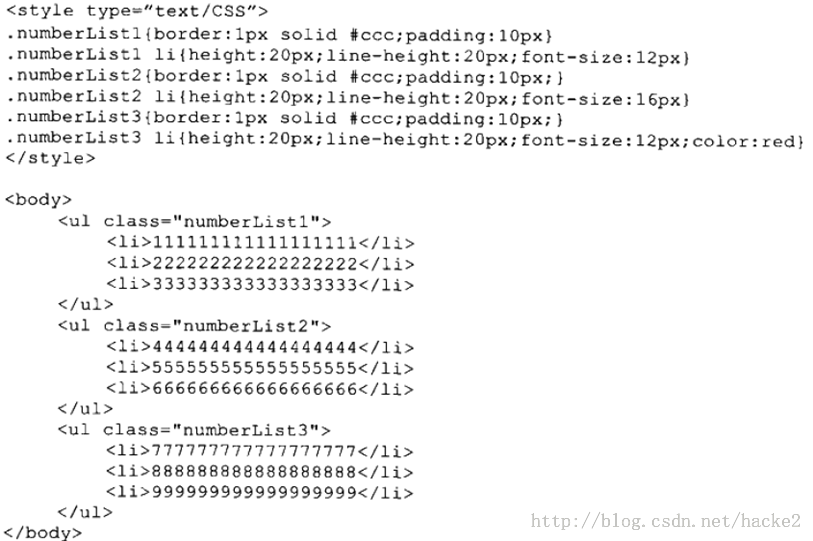 <style type="text/CSS">
.numberList1{border:1px solid #ccc;padding:10px}
.numberList1 li{height:20px;line-height:20px;font-size:12px}
.numberList2{border:1px solid #ccc;padding:10px;}
.numberList2 li{height:20px;line-height:20px;font-size:16px}
.numberList3{border:1px solid #ccc;padding:10px;}
.numberList3 li{height:20px;line-height:20px;font-size:12px;color:red}
</style>
<body>
<ul class="numberList1">
<li>111111111111111111</li>
<li>222222222222222222</li>
<li>333333333333333333</li>
</ul>
<ul class="numberList2">
<li>444444444444444444</li>
<li>555555555555555555</li>
<li>666666666666666666</li>
</ul>
<ul class="numberList3">
<li>777777777777777777</li>
<li>888888888888888888</li>
<li>999999999999999999</li>
</ul>
</body>
http://blog.csdn.net/hacke2